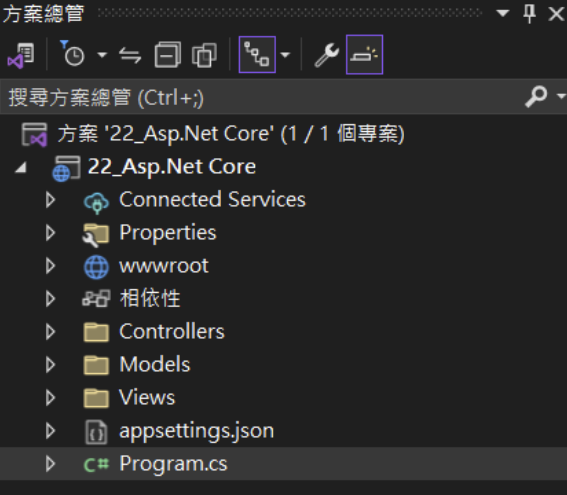 方案總管
搜尋方案總管 (Ctrl+;)
方案 '22_Asp.Net Core' (1 / 1 個專案)
22_Asp.Net Core
Connected Services
Properties
wwwroot
相依性
Controllers
Models
Views
appsettings.json
C# Program.cs